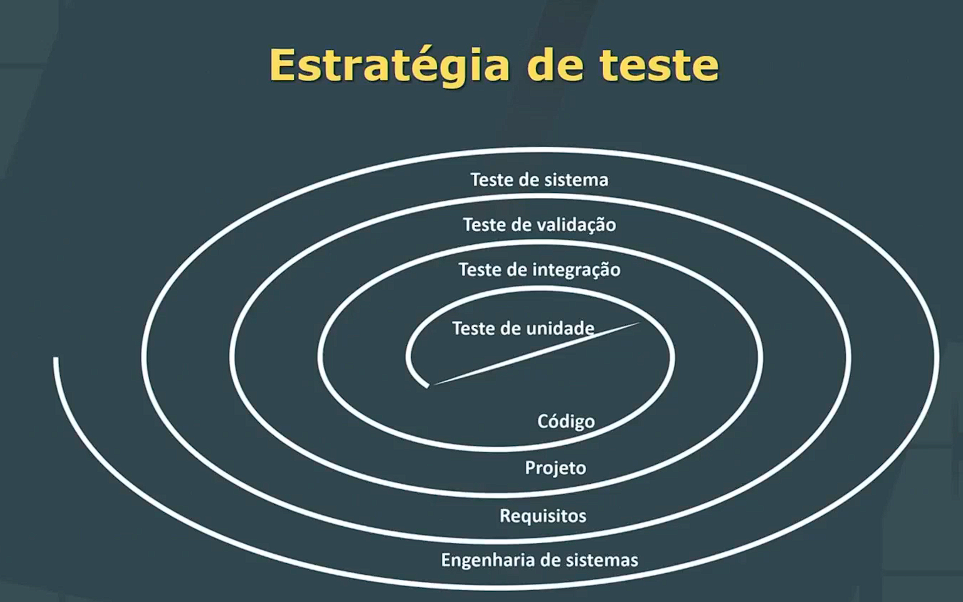 Estratégia de teste
Teste de sistema
Teste de validação
Teste de integração
Teste de unidade
Código
Projeto
Requisitos
Engenharia de sistemas